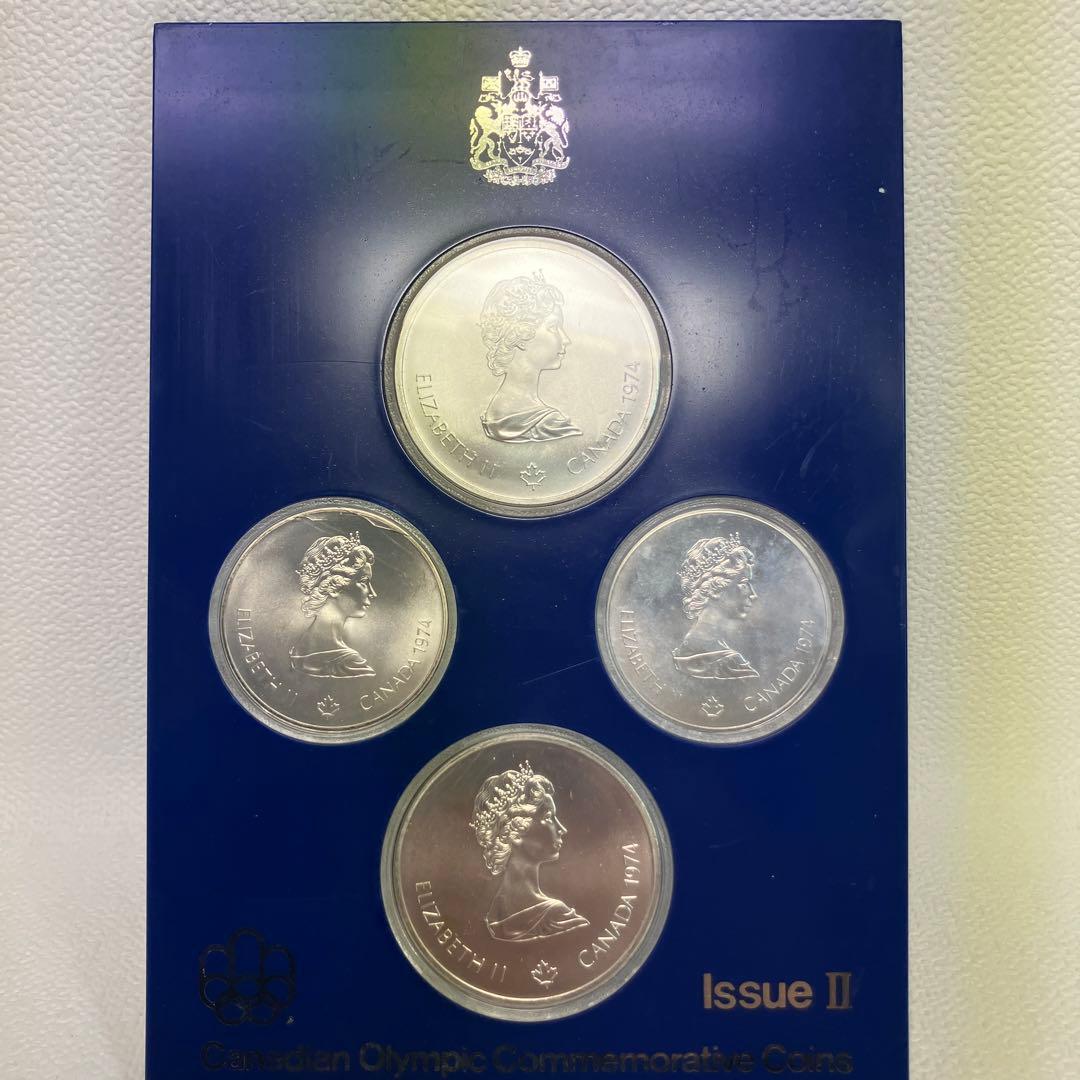 ELIZABETH II CANADA 1974
ELIZABETH II CANADA 1974
ELIZABETH II CANADA 1974
ELIZABETH II CANADA 1974
Issue II
Canadian Olympic Commemorative Coins